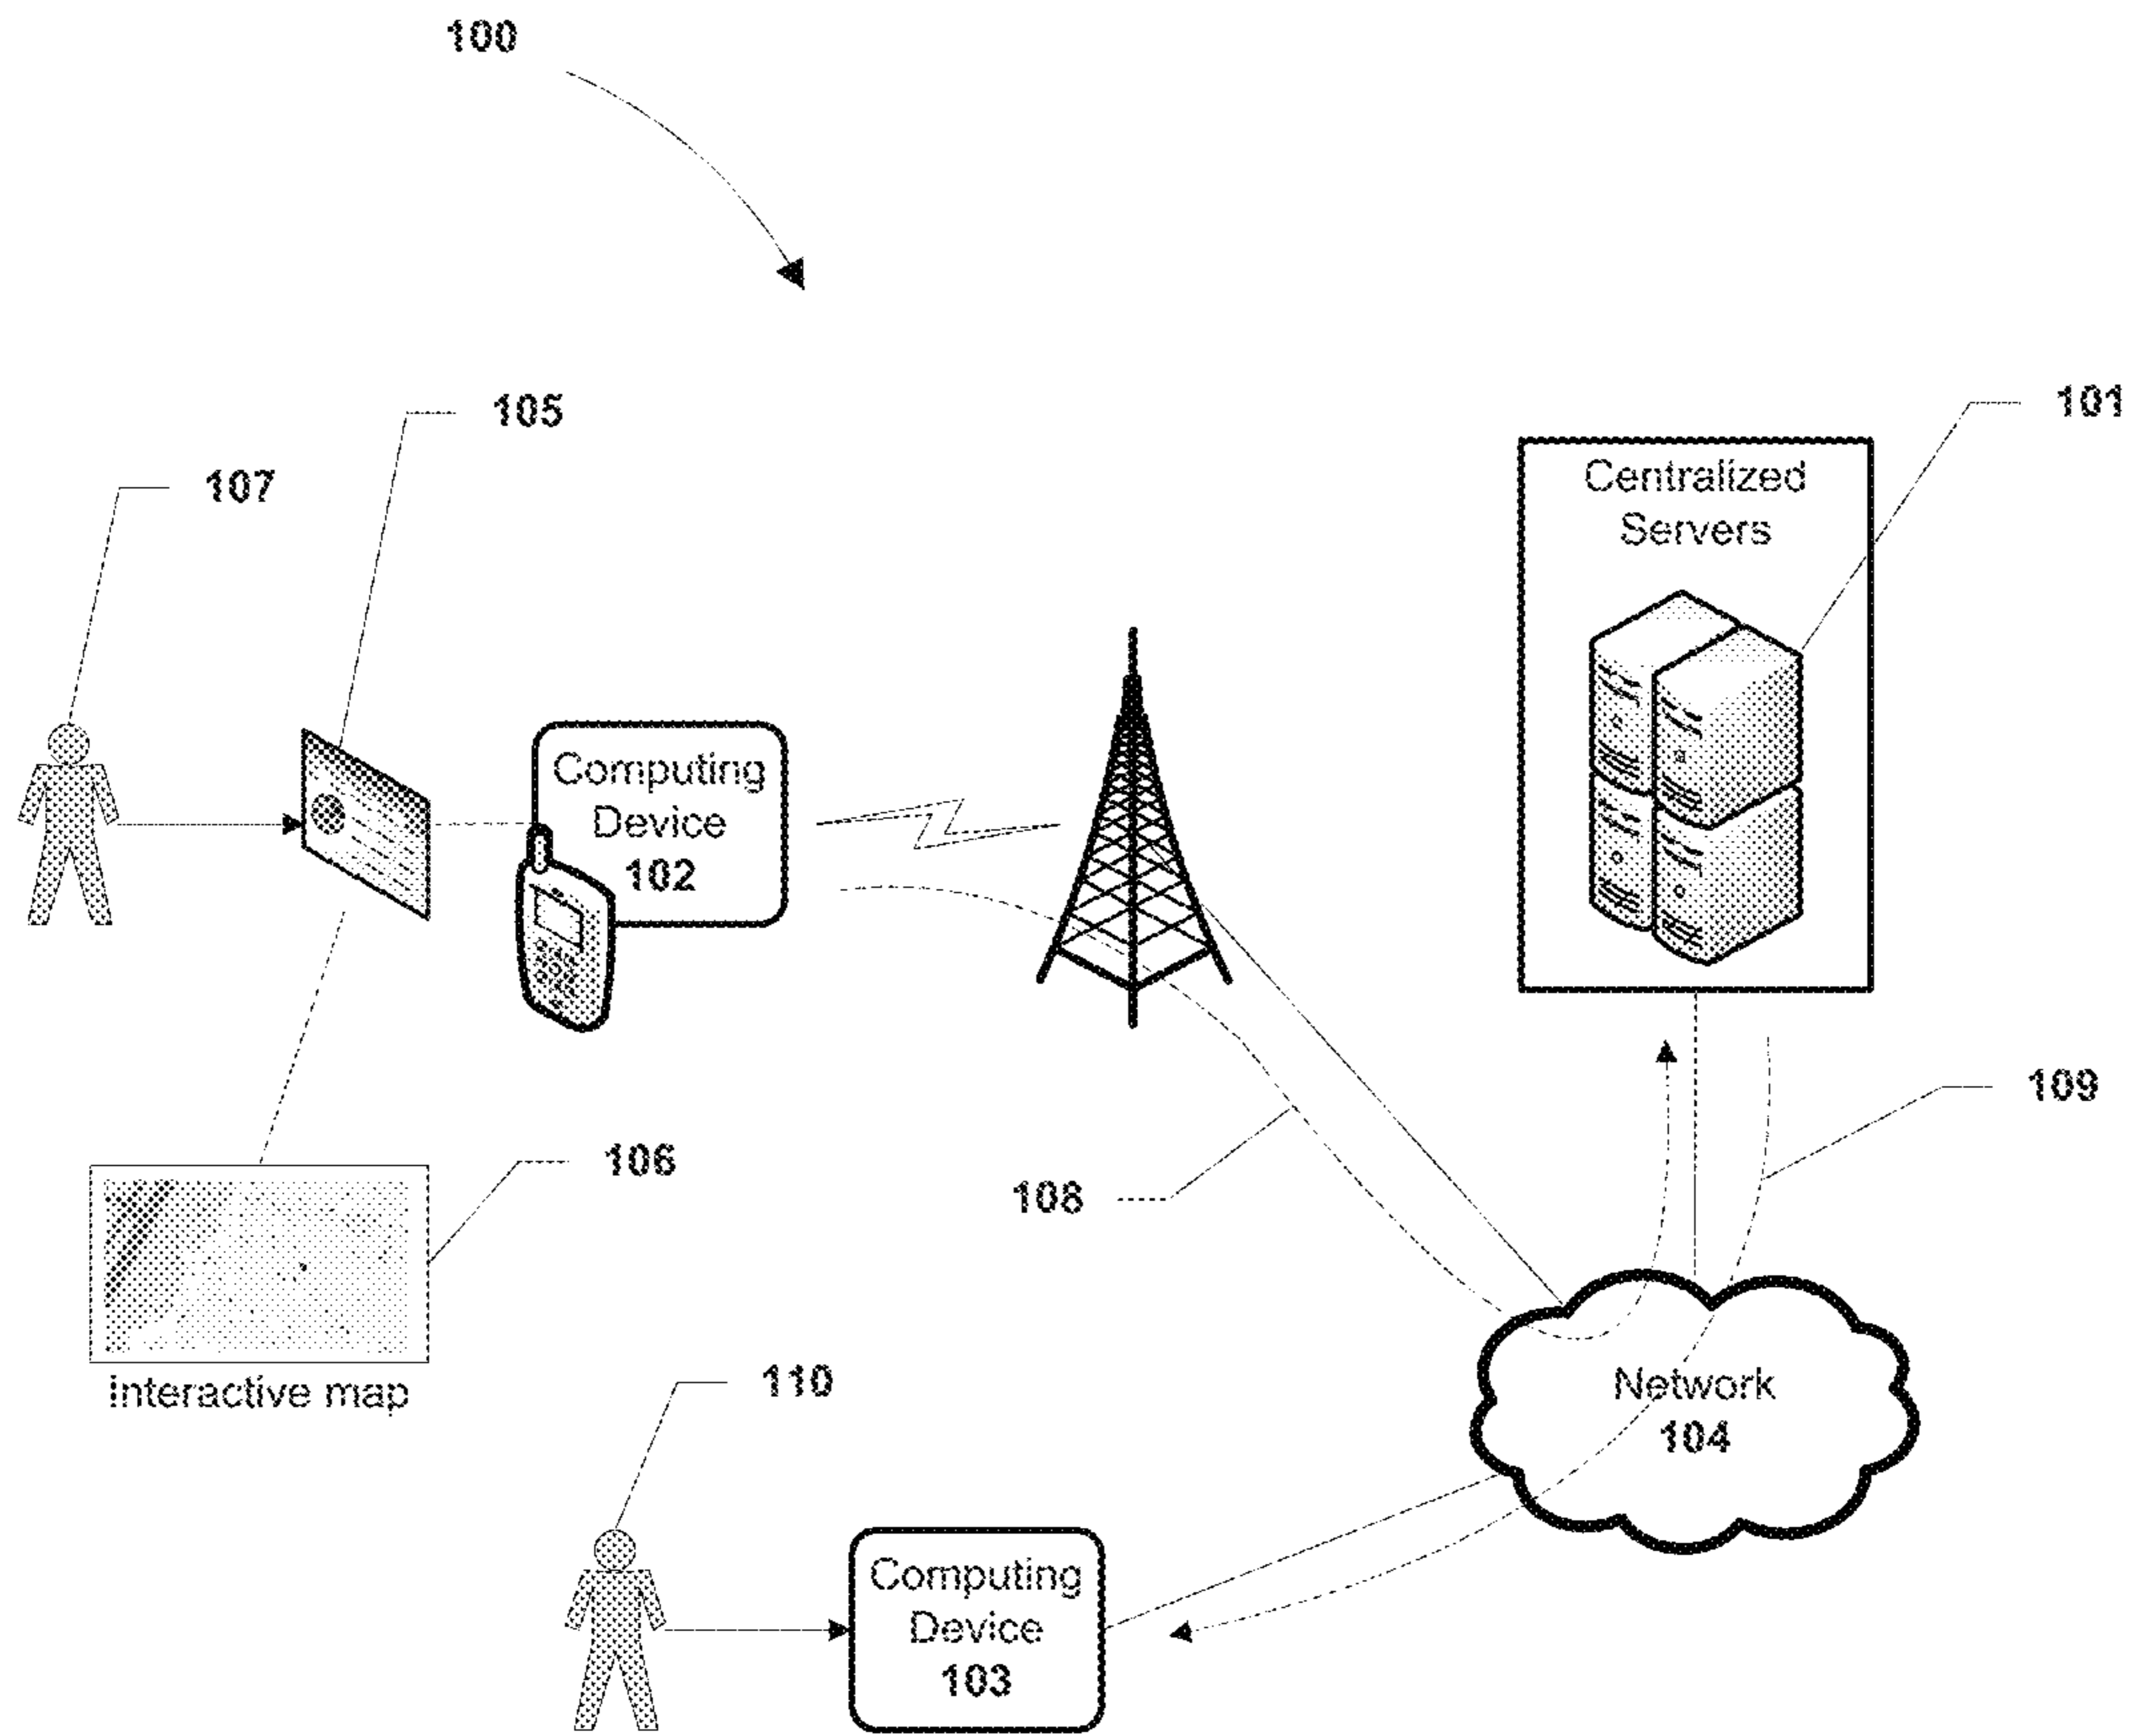 100
105
101
107
Centralized
Servers
Computing
Device
102
109
106
108
Interactive map
110
Network
104
Computing
Device
103